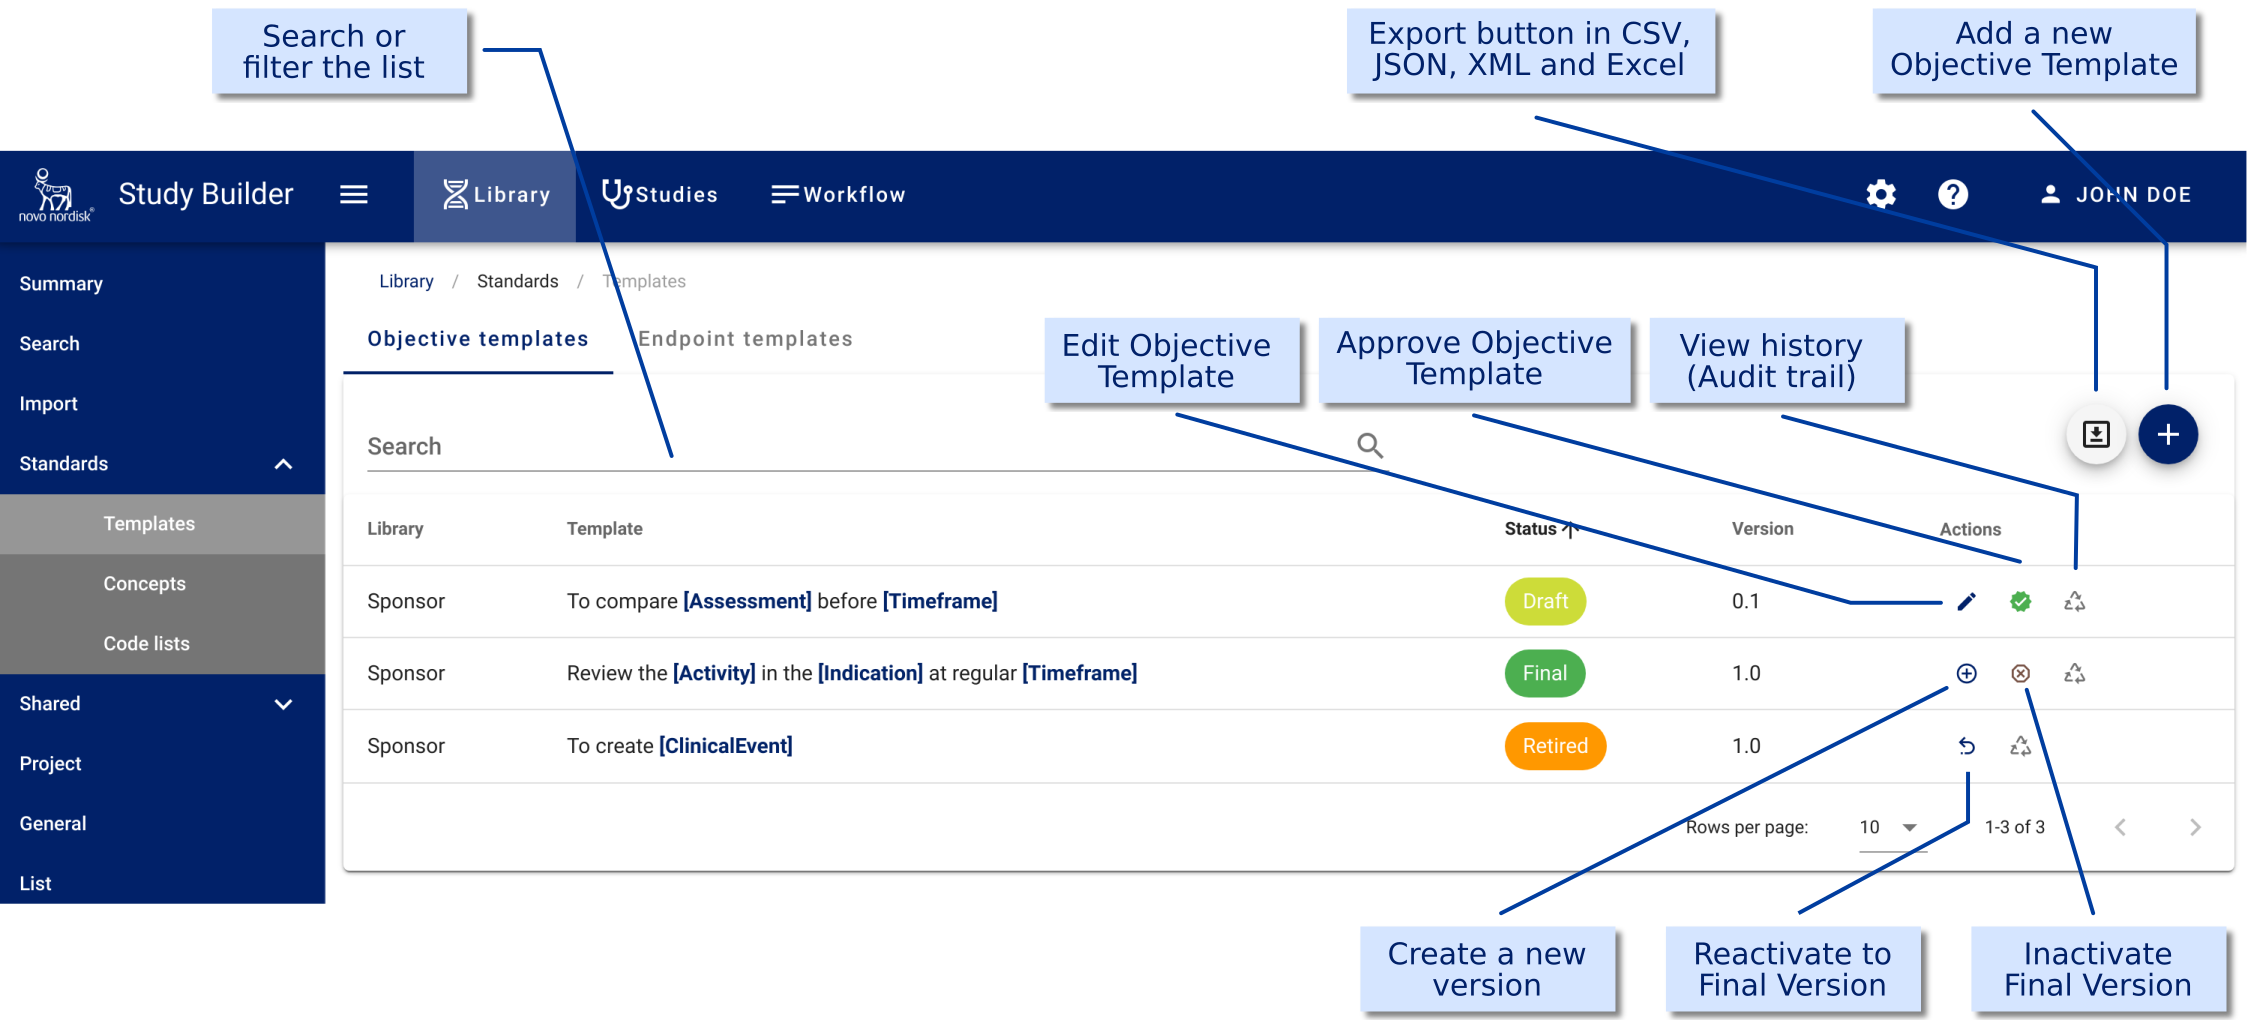 Search or
filter the list
Export button in CSV,
JSON, XML and Excel
Add a new
Objective Template
novo nordisk®
Study Builder
Library
Studies
Workflow
JOHN DOE
Summary
Search
Import
Standards
Templates
Concepts
Code lists
Shared
Project
General
List
Library / Standards / Templates
Objective templates
Endpoint templates
Edit Objective
Template
Approve Objective
Template
View history
(Audit trail)
Search
Library Template Status Version Actions
Sponsor To compare [Assessment] before [Timeframe] Draft 0.1
Sponsor Review the [Activity] in the [Indication] at regular [Timeframe] Final 1.0
Sponsor To create [ClinicalEvent] Retired 1.0
Rows per page: 10 1-3 of 3
Create a new
version
Reactivate to
Final Version
Inactivate
Final Version